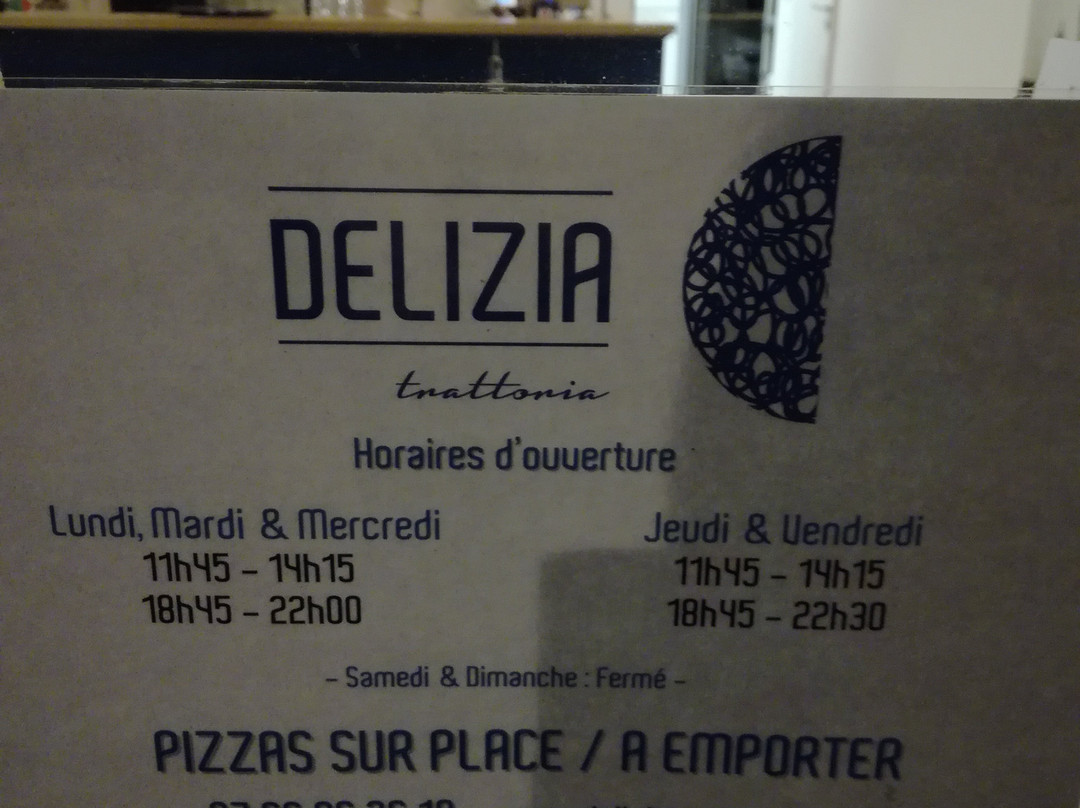 DELIZIA
trattoria
Horaires d'ouverture
Lundi, Mardi & Mercredi
11h45 – 14h15
18h45 – 22h00
Jeudi & Vendredi
11h45 – 14h15
18h45 – 22h30
– Samedi & Dimanche : Fermé –
PIZZAS SUR PLACE / A EMPORTER